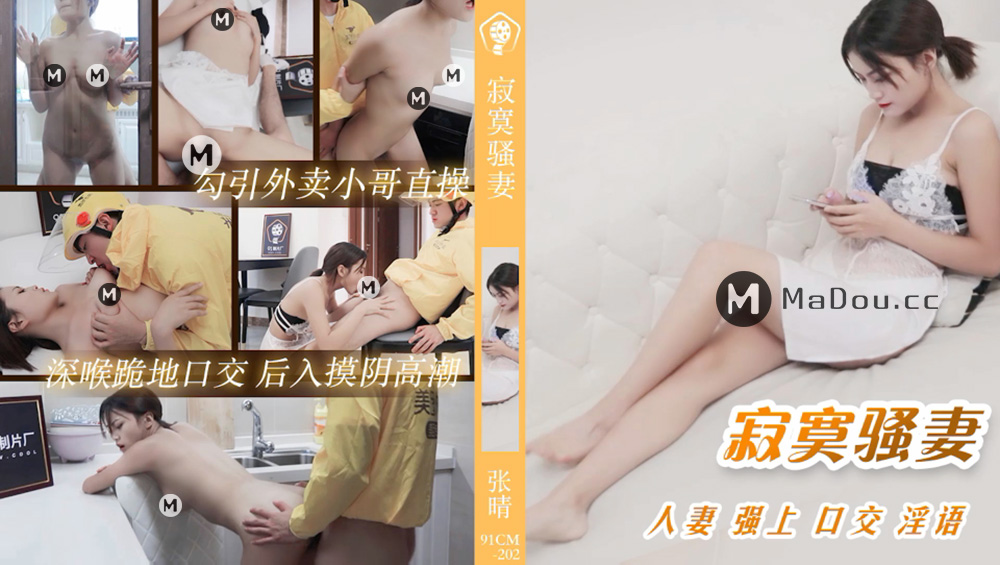 勾引外卖小哥直操
深喉跪地口交 后入摸阴高潮
制片厂
美
寂寞骚妻
张晴
91CM
-202
M MaDou.cc
寂寞骚妻
人妻 强上 口交 淫语